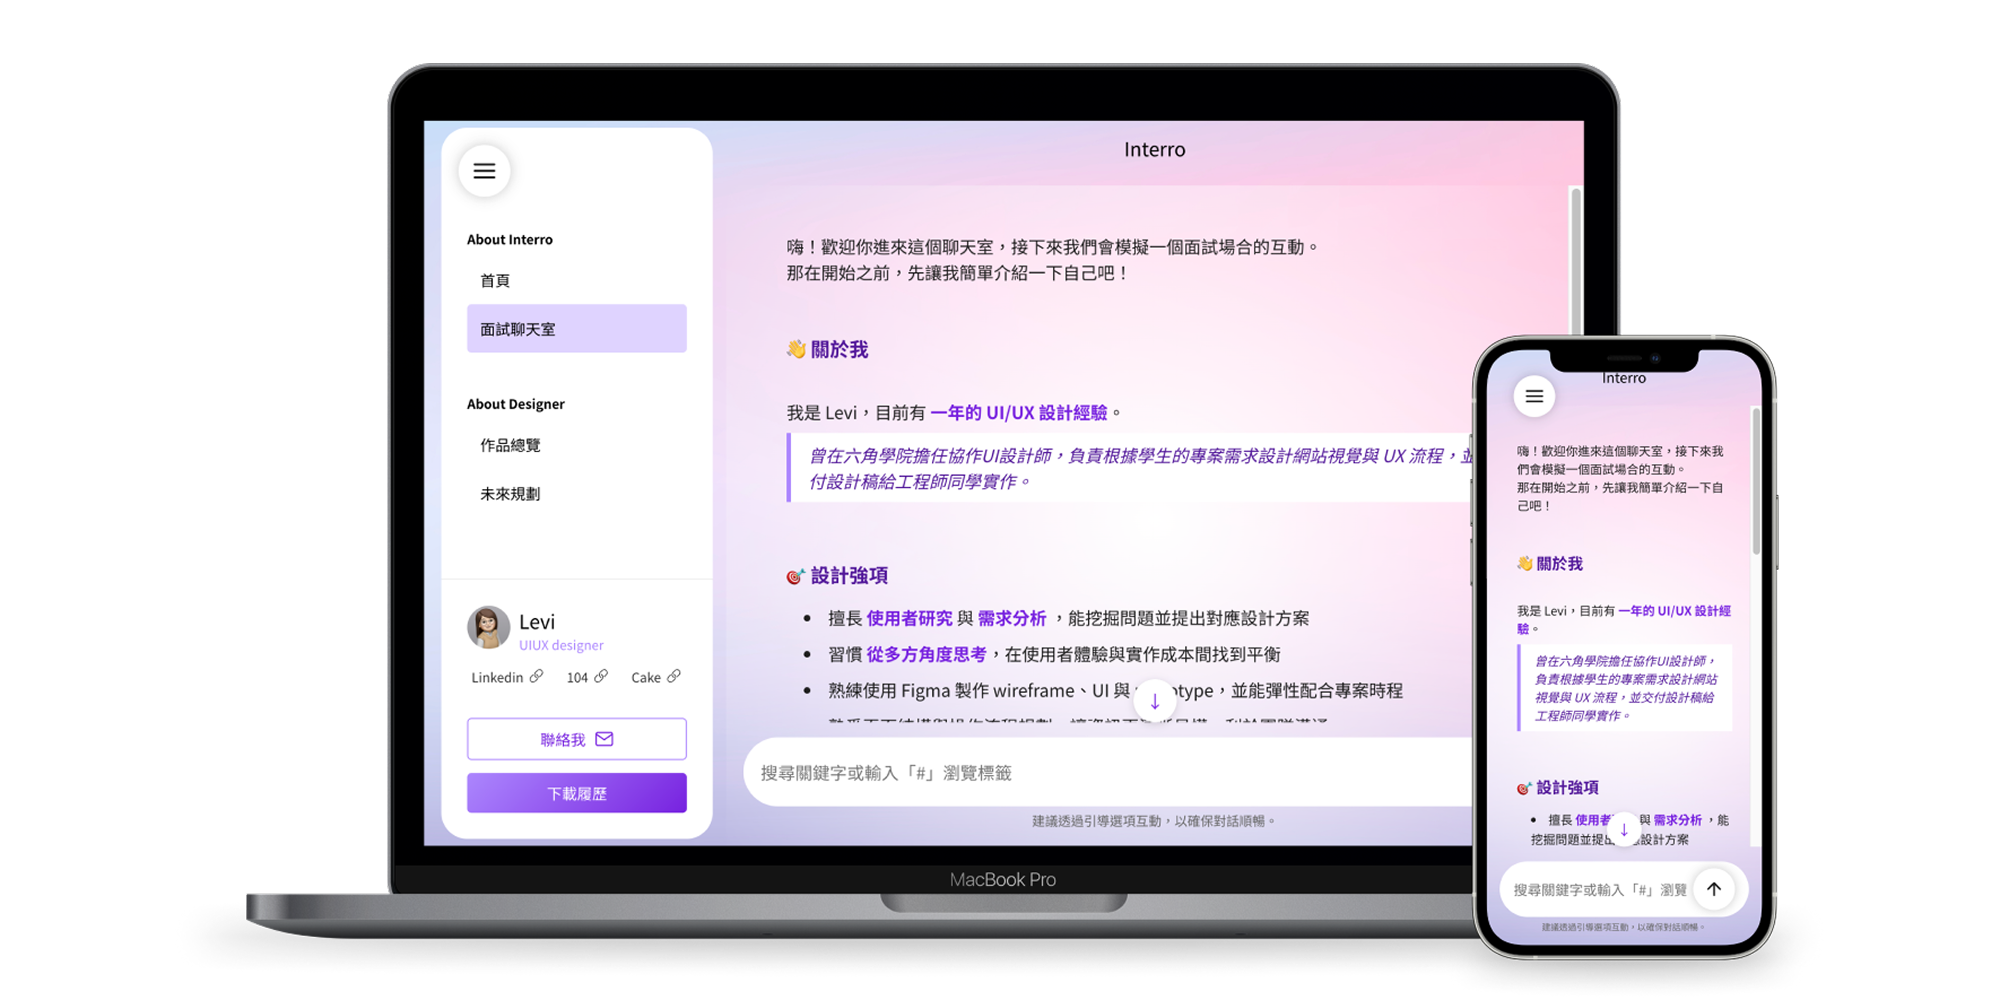 Interro
About Interro
首頁
面試聊天室
About Designer
作品總覽
未來規劃
Levi
UIUX designer
Linkedin
104
Cake
聯絡我
下載履歷
嗨！歡迎你進來這個聊天室，接下來我們會模擬一個面試場合的互動。
那在開始之前，先讓我簡單介紹一下自己吧！
👋 關於我
我是 Levi，目前有 一年的 UI/UX 設計經驗。
曾在六角學院擔任協作UI設計師，負責根據學生的專案需求設計網站視覺與 UX 流程，並
付設計稿給工程師同學實作。
🎯 設計強項
• 擅長 使用者研究 與 需求分析 ，能挖掘問題並提出對應設計方案
• 習慣 從多方角度思考，在使用者體驗與實作成本間找到平衡
• 熟練使用 Figma 製作 wireframe、UI 與 otype，並能彈性配合專案時程
搜尋關鍵字或輸入「#」瀏覽標籤
建議透過引導選項互動，以確保對話順暢。
MacBook Pro
Interro
嗨！歡迎你進來這個聊天室，接下來我
們會模擬一個面試場合的互動。
那在開始之前，先讓我簡單介紹一下自
己吧！
👋 關於我
我是 Levi，目前有 一年的 UI/UX 設計經
驗。
曾在六角學院擔任協作UI設計師，
負責根據學生的專案需求設計網站
視覺與 UX 流程，並交付設計稿給
工程師同學實作。
🎯 設計強項
• 擅長 使用者 與 需求分析 ，能
挖掘問題並提出 設計方案
搜尋關鍵字或輸入「#」瀏覽
建議透過引導選項互動，以確保對話順暢。